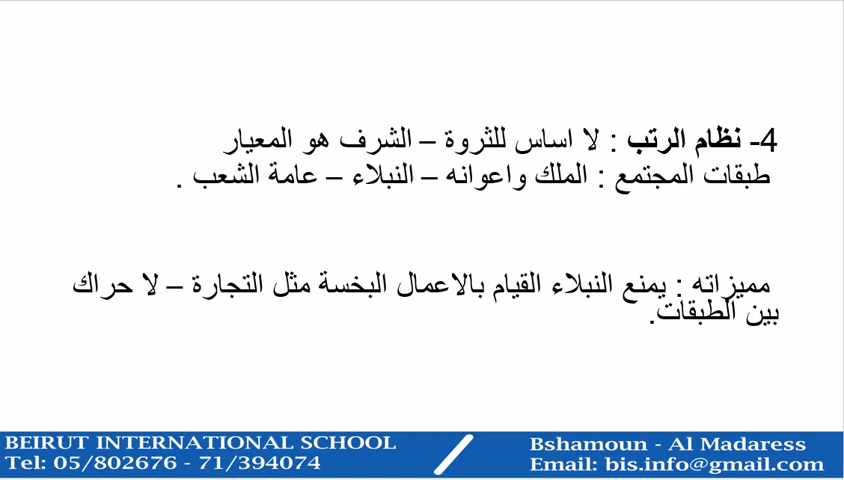 4- نظام الرتب : لا اساس للثروة – الشرف هو المعيار
طبقات المجتمع : الملك واعوانه – النبلاء – عامة الشعب .
مميزاته : يمنع النبلاء القيام بالاعمال البخسة مثل التجارة – لا حراك
بين الطبقات.
BEIRUT INTERNATIONAL SCHOOL
Tel: 05/802676 - 71/394074
Bshamoun - Al Madaress
Email: bis.info@gmail.com